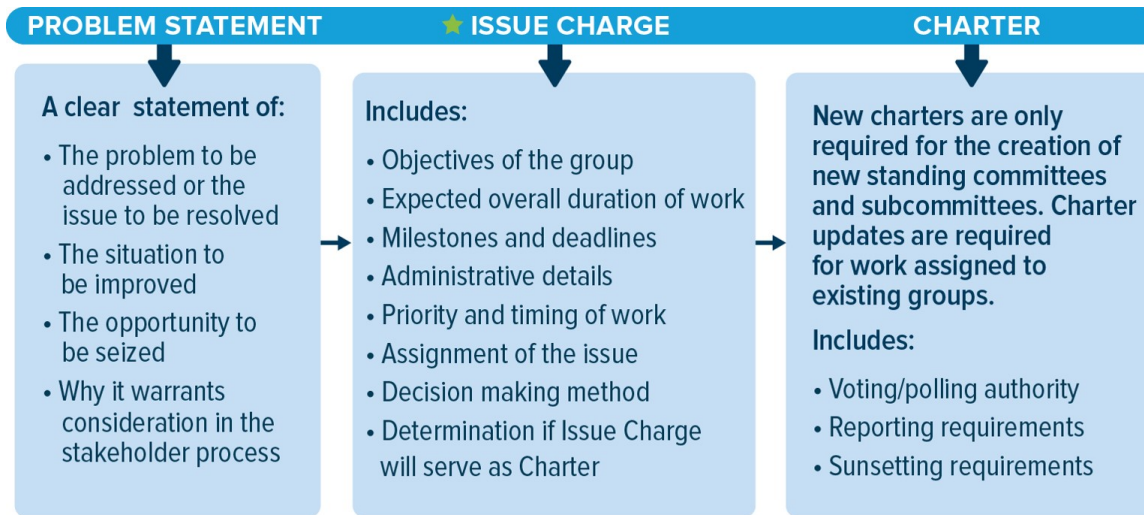 PROBLEM STATEMENT
A clear statement of:
• The problem to be
addressed or the
issue to be resolved
• The situation to
be improved
• The opportunity to
be seized
• Why it warrants
consideration in the
stakeholder process
ISSUE CHARGE
Includes:
• Objectives of the group
• Expected overall duration of work
• Milestones and deadlines
• Administrative details
• Priority and timing of work
• Assignment of the issue
• Decision making method
• Determination if Issue Charge
will serve as Charter
CHARTER
New charters are only
required for the creation of
new standing committees
and subcommittees. Charter
updates are required
for work assigned to
existing groups.
Includes:
• Voting/polling authority
• Reporting requirements
• Sunsetting requirements